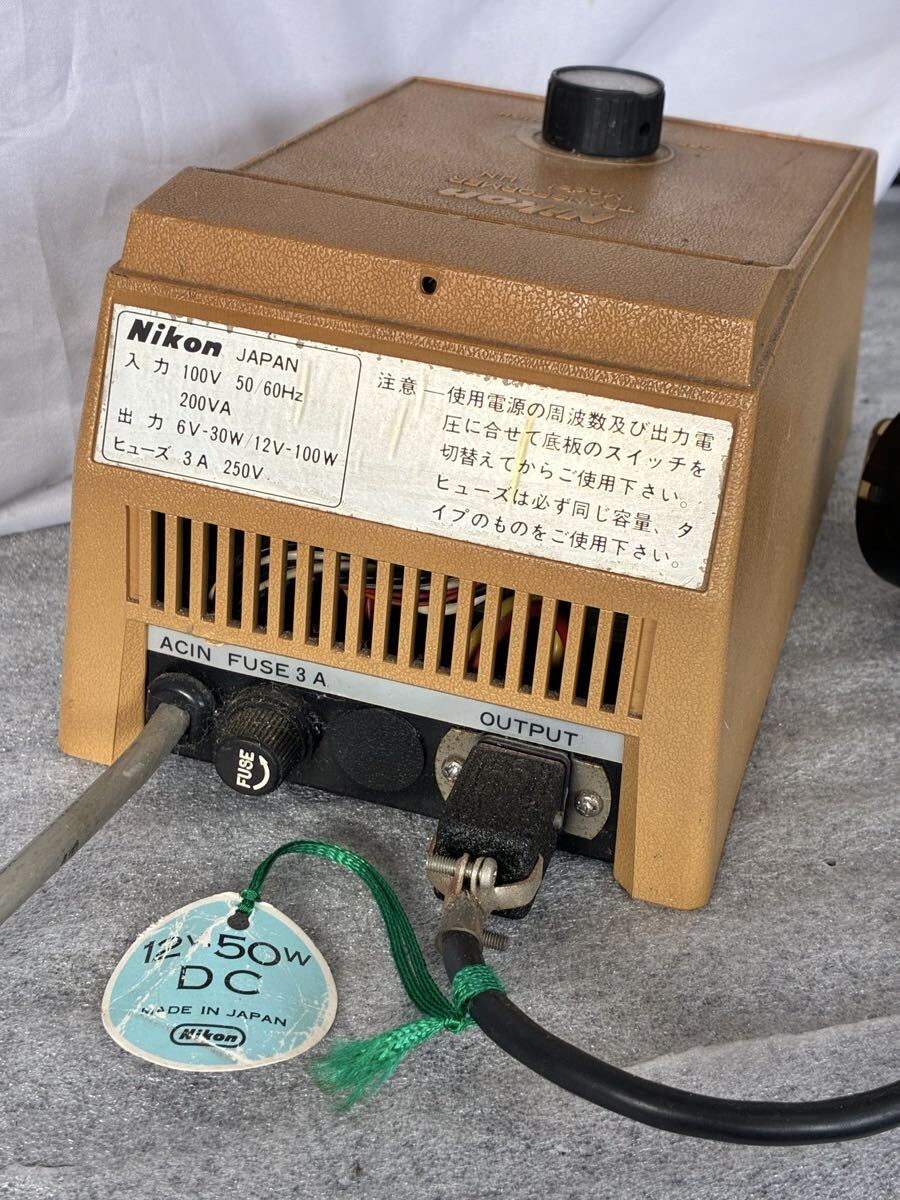 Nikon
TRANSFORMER
Nikon JAPAN
入力 100V 50/60Hz
200VA
出力 6V-30W/12V-100W
ヒューズ 3A 250V
注意—使用電源の周波数及び出力電
圧に合せて底板のスイッチを
切替えてからご使用下さい。
ヒューズは必ず同じ容量、タ
イプのものをご使用下さい。
ACIN FUSE 3A
OUTPUT
FUSE
12V-50W
DC
MADE IN JAPAN
Nikon